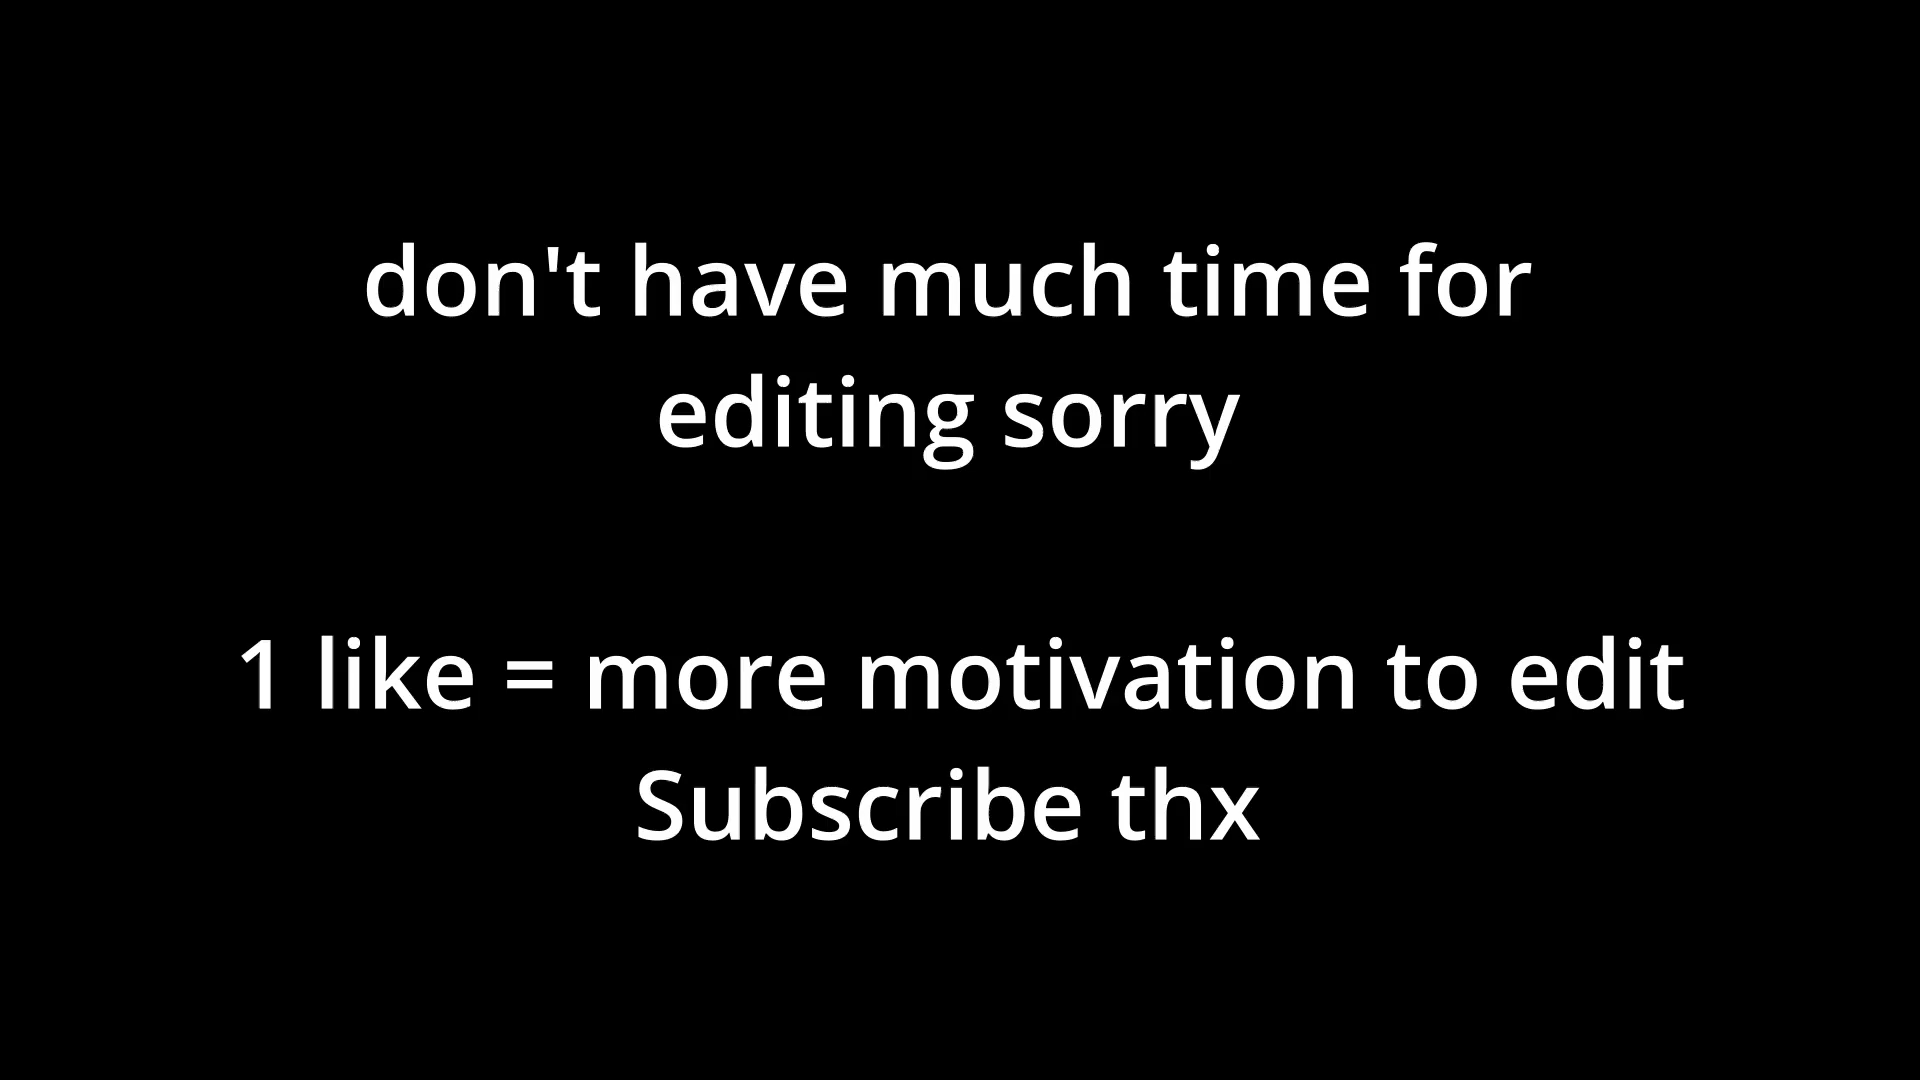 don't have much time for
editing sorry
1 like = more motivation to edit
Subscribe thx